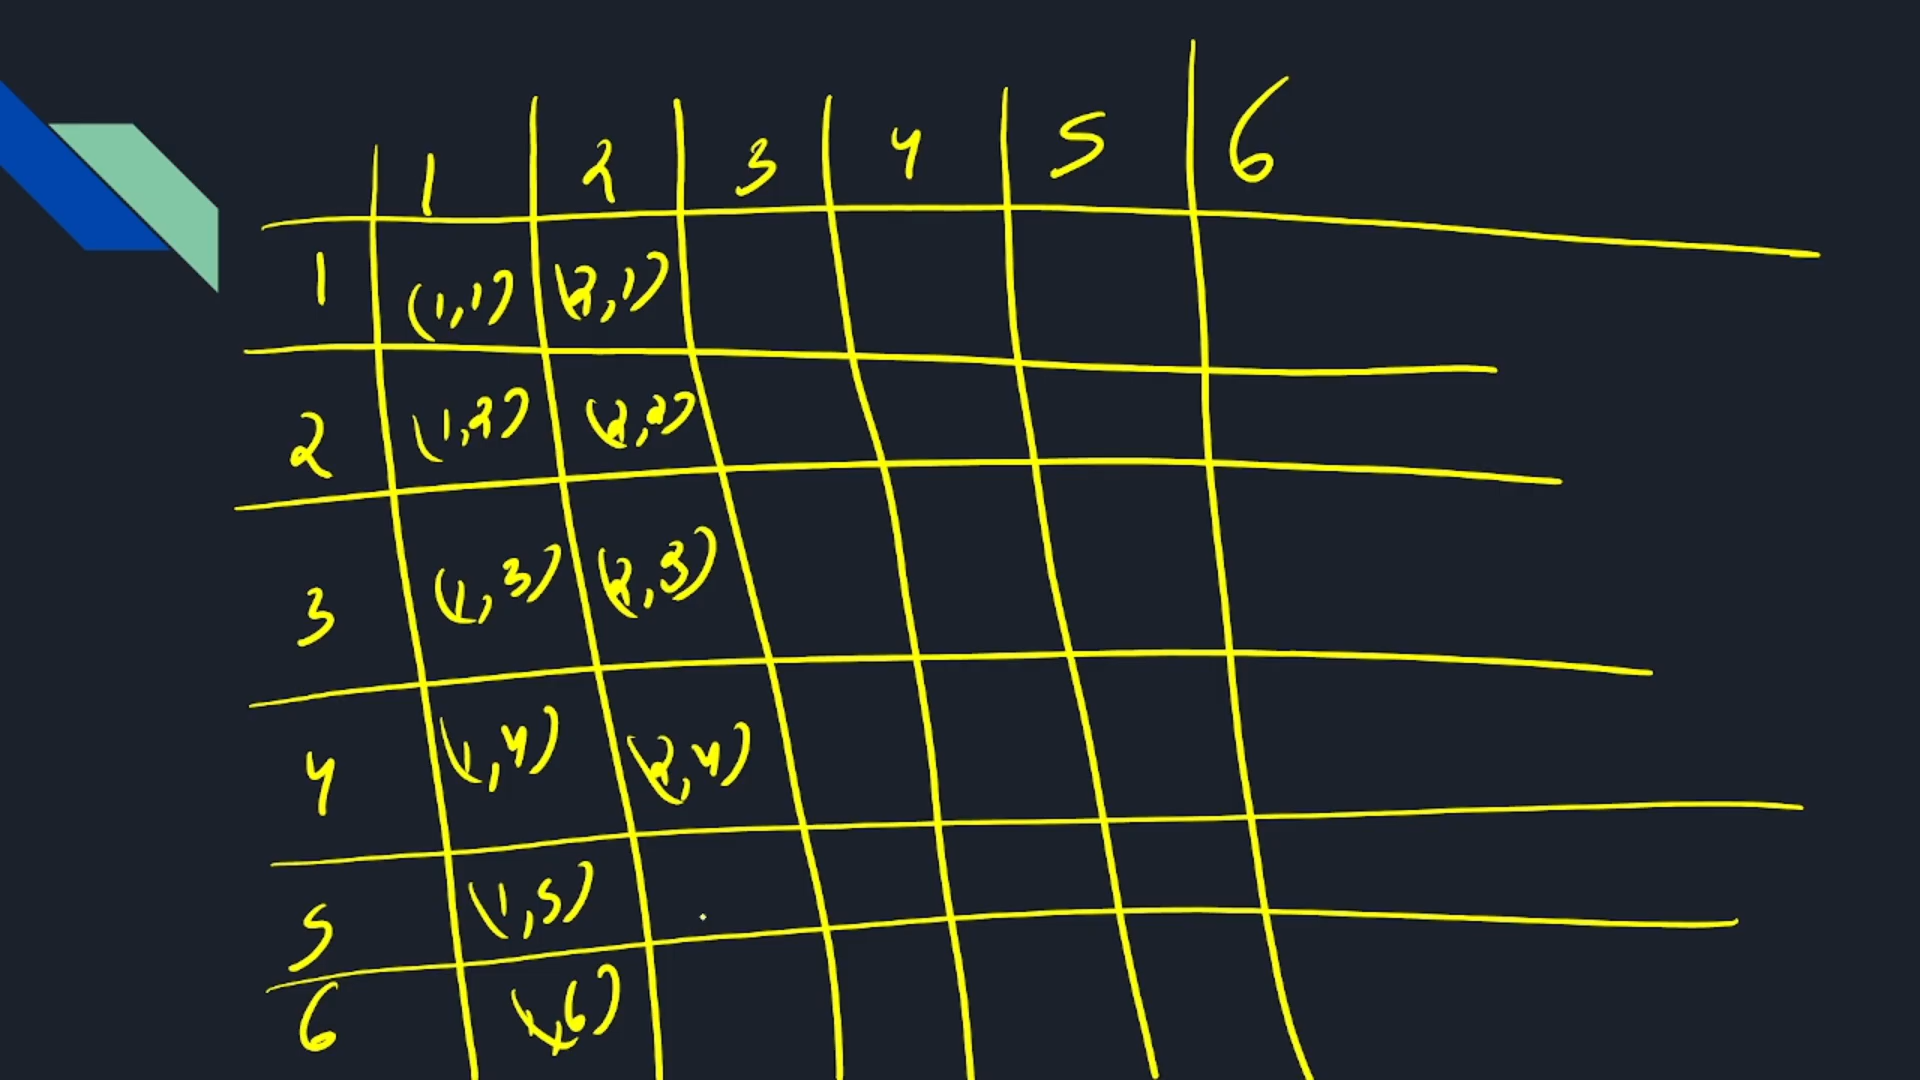 1 2 3 4 5 6
1 (1,1) (2,1)
2 (1,2) (2,2)
3 (1,3) (2,3)
4 (1,4) (2,4)
5 (1,5)
6 (1,6)